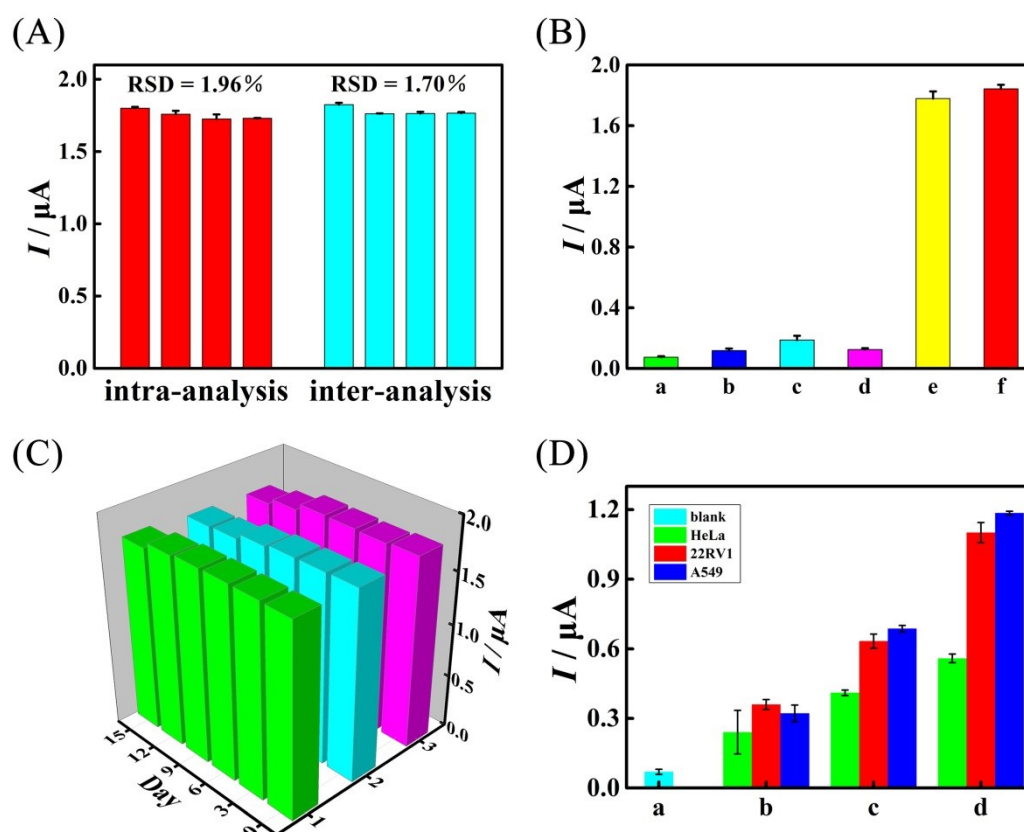 (A)
RSD = 1.96%
RSD = 1.70%
2.0
1.5
1.0
0.5
0.0
I / μA
intra-analysis
inter-analysis
(B)
2.0
1.6
1.2
0.8
0.4
0.0
I / μA
a b c d e f
(C)
2.0
1.5
1.0
0.5
0.0
I / μA
15
12
9
6
3
0
Day
1
2
3
(D)
1.2
0.9
0.6
0.3
0.0
I / μA
blank
HeLa
22RV1
A549
a b c d